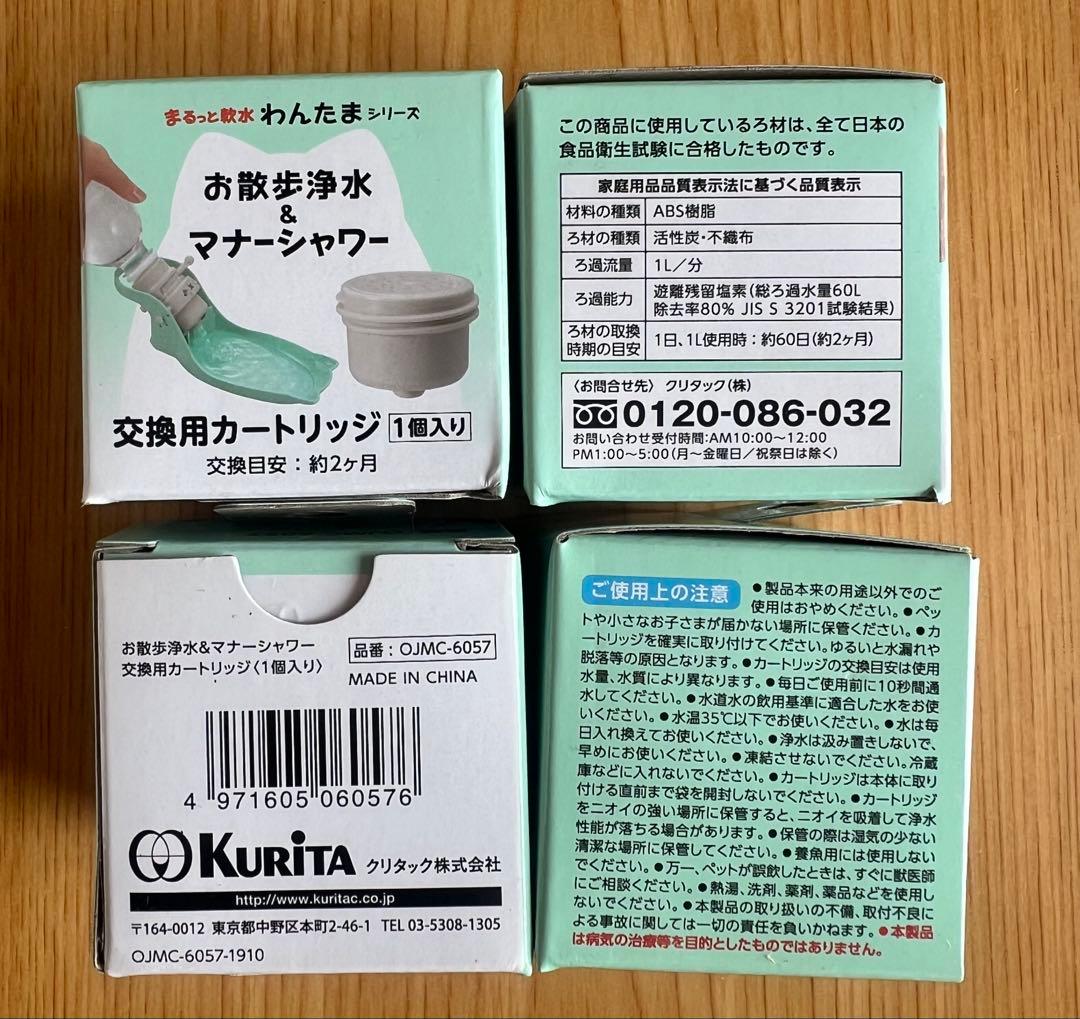 まるっと軟水 わんたま シリーズ
お散歩浄水
&
マナーシャワー
交換用カートリッジ 1個入り
交換目安:約2ヶ月
この商品に使用しているろ材は、全て日本の
食品衛生試験に合格したものです。
家庭用品品質表示法に基づく品質表示
材料の種類 ABS樹脂
ろ材の種類 活性炭・不織布
ろ過流量 1L/分
ろ過能力 遊離残留塩素(総ろ過水量60L
除去率80% JIS S 3201試験結果)
ろ材の取換
時期の目安 1日、1L使用時:約60日(約2ヶ月)
〈お問合せ先〉 クリタック(株)
0120-086-032
お問い合わせ受付時間:AM10:00~12:00
PM1:00~5:00(月~金曜日/祝祭日は除く)
お散歩浄水&マナーシャワー
交換用カートリッジ〈1個入り〉
品番:OJMC-6057
MADE IN CHINA
4 971605 060576
KURITA クリタック株式会社
http://www.kuritac.co.jp
〒164-0012 東京都中野区本町2-46-1 TEL 03-5308-1305
OJMC-6057-1910
ご使用上の注意 ●製品本来の用途以外でのご
使用はおやめください。●ペッ
トや小さなお子さまが届かない場所に保管ください。●カ
ートリッジを確実に取り付けてください。ゆるいと水漏れや
脱落等の原因となります。●カートリッジの交換目安は使用
水量、水質により異なります。●毎日ご使用前に10秒間通
水してください。●水道水の飲用基準に適合した水をお使
いください。●水温35℃以下でお使いください。●水は毎
日入れ換えてお使いください。●浄水は汲み置きしないで、
早めにお使いください。●凍結させないでください。冷蔵
庫などに入れないでください。●カートリッジは本体に取り
付ける直前まで袋を開封しないでください。●カートリッジ
をニオイの強い場所に保管すると、ニオイを吸着して浄水
性能が落ちる場合があります。●保管の際は湿気の少ない
清潔な場所に保管してください。●養魚用には使用しない
でください。●万一、ペットが誤飲したときは、すぐに獣医師
にご相談ください。●熱湯、洗剤、薬剤、薬品などを使用し
ないでください。●本製品の取り扱いの不備、取付不良に
よる事故に関しては一切の責任を負いかねます。●本製品
は病気の治療等を目的としたものではありません。